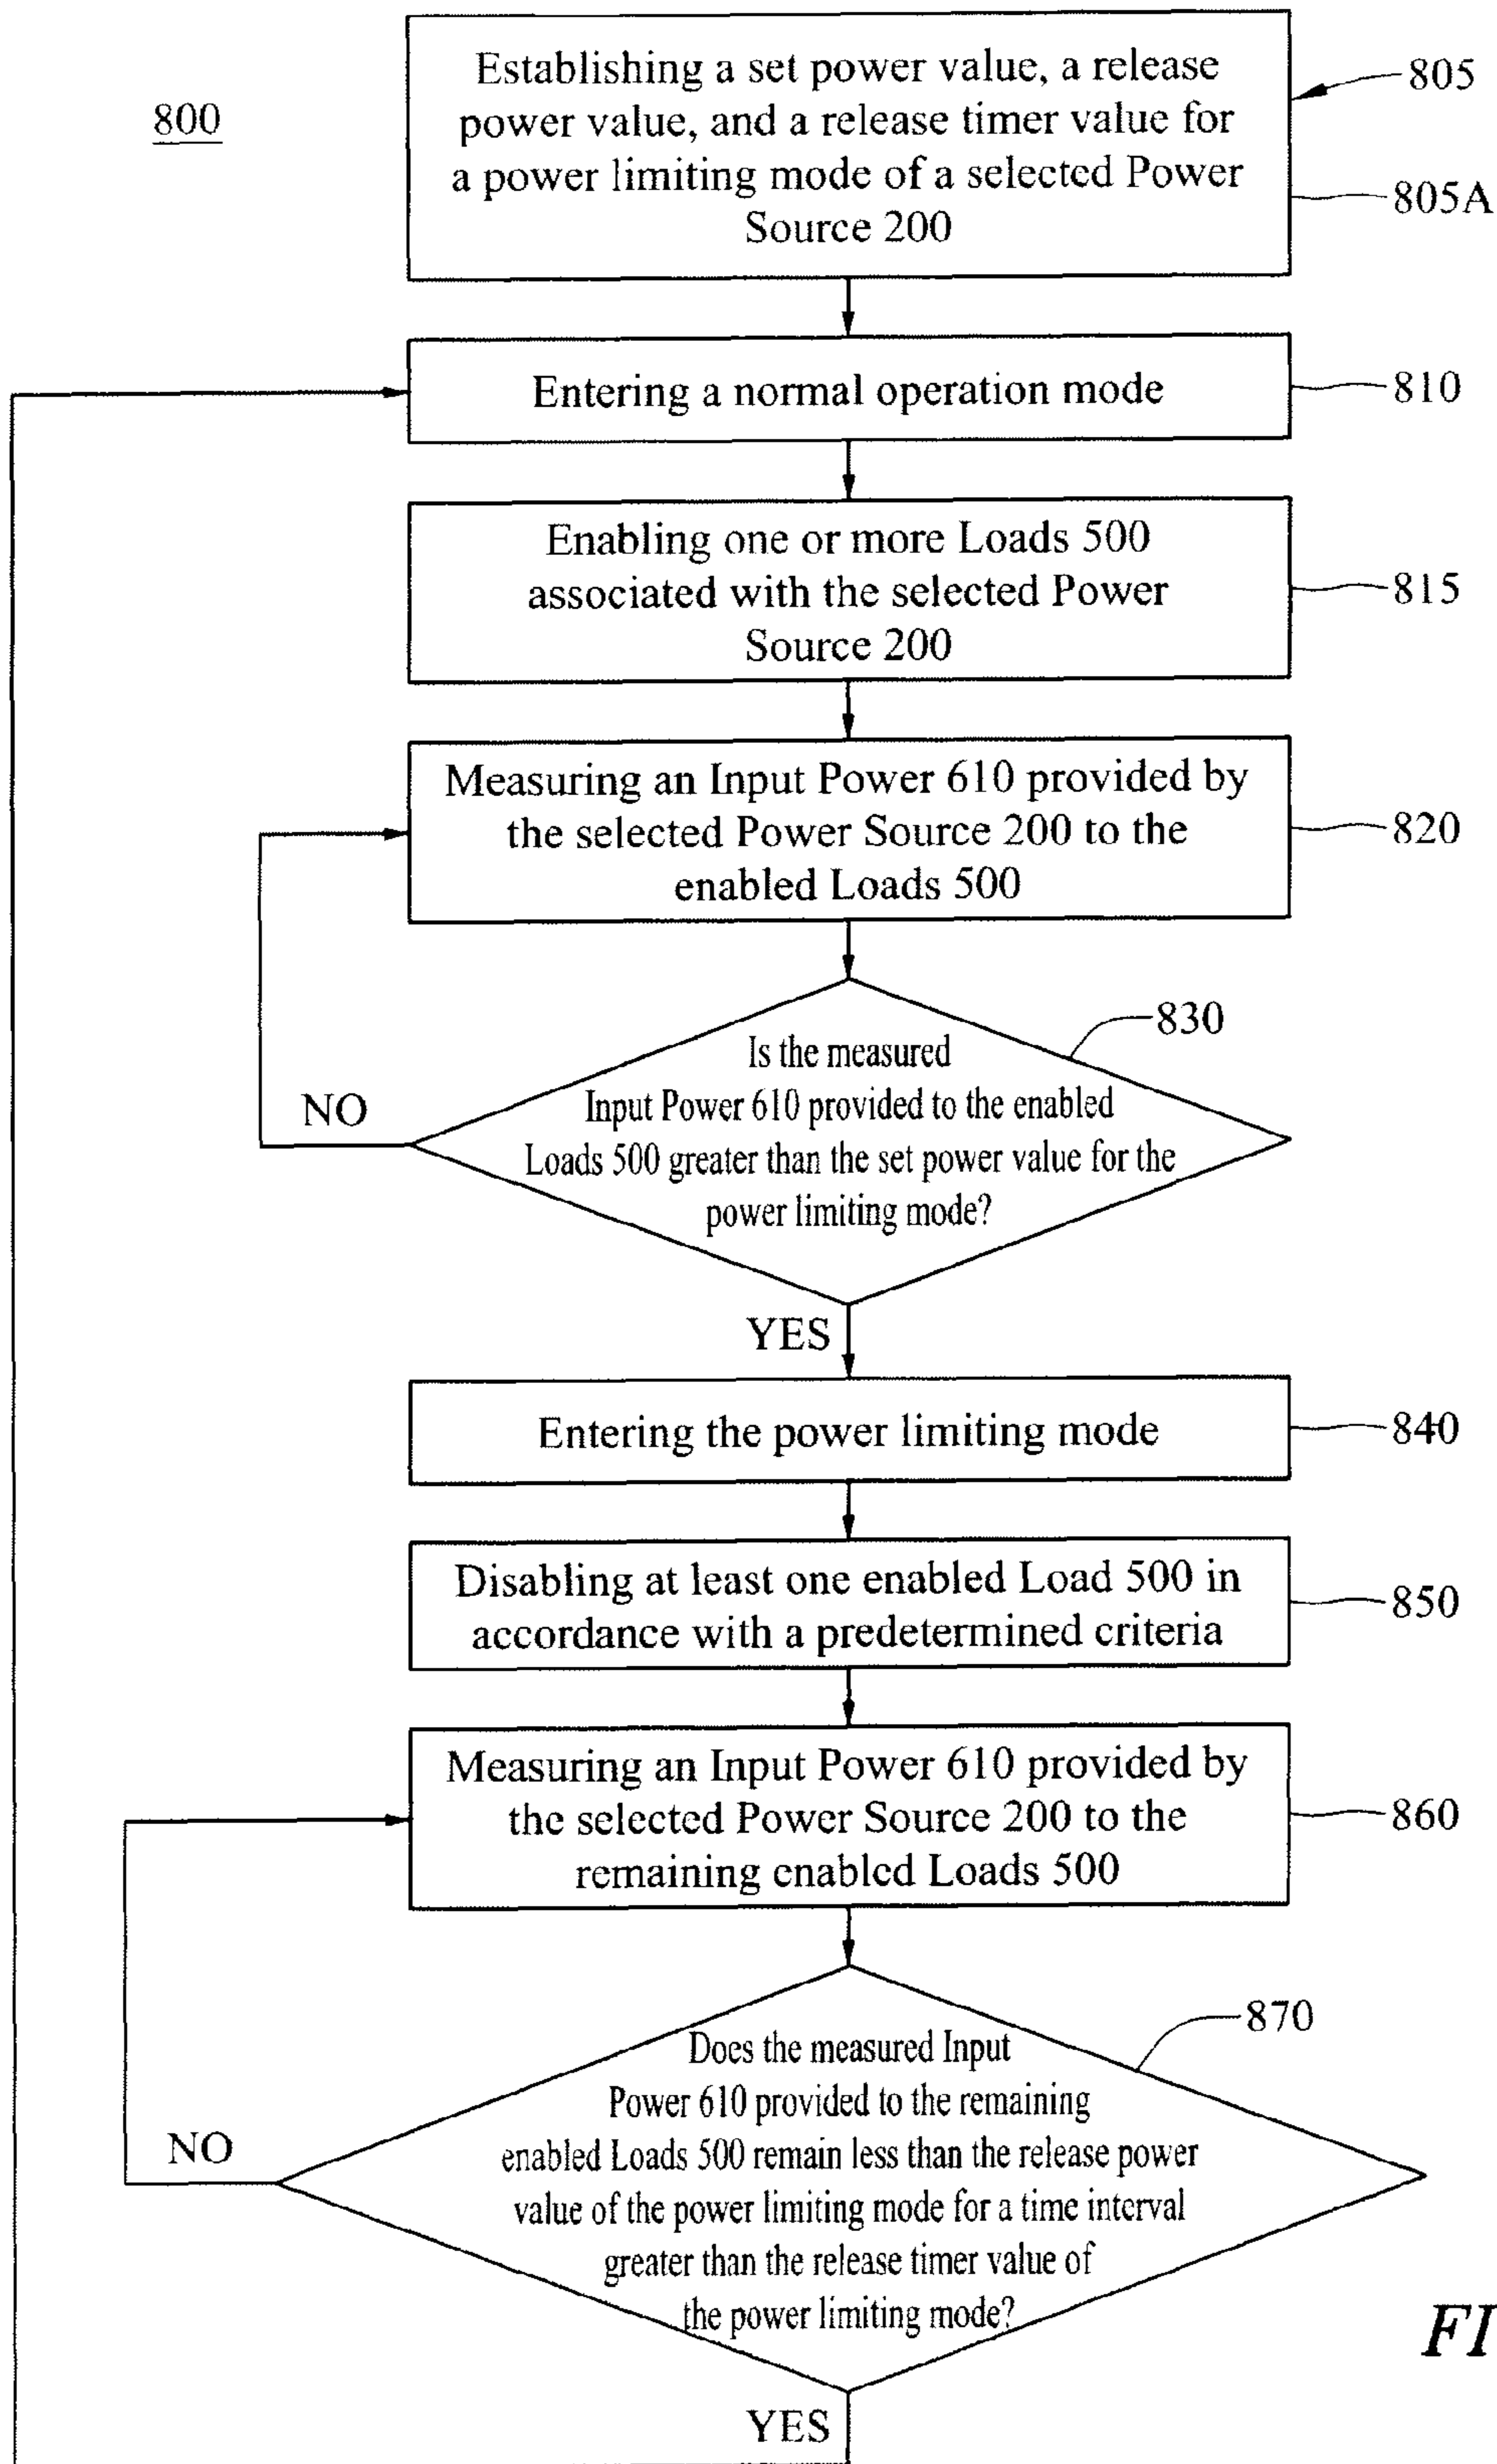 800
Establishing a set power value, a release
power value, and a release timer value for
a power limiting mode of a selected Power
Source 200
805
805A
Entering a normal operation mode
810
Enabling one or more Loads 500
associated with the selected Power
Source 200
815
Measuring an Input Power 610 provided by
the selected Power Source 200 to the
enabled Loads 500
820
Is the measured
Input Power 610 provided to the enabled
Loads 500 greater than the set power value for the
power limiting mode?
830
NO
YES
Entering the power limiting mode
840
Disabling at least one enabled Load 500 in
accordance with a predetermined criteria
850
Measuring an Input Power 610 provided by
the selected Power Source 200 to the
remaining enabled Loads 500
860
Does the measured Input
Power 610 provided to the remaining
enabled Loads 500 remain less than the release power
value of the power limiting mode for a time interval
greater than the release timer value of
the power limiting mode?
870
NO
YES
FI